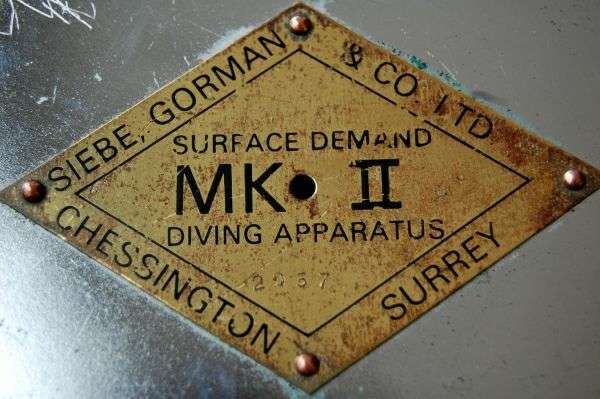 SIEBE, GORMAN & CO LTD
SURFACE DEMAND
MK II
DIVING APPARATUS
CHESSINGTON SURREY